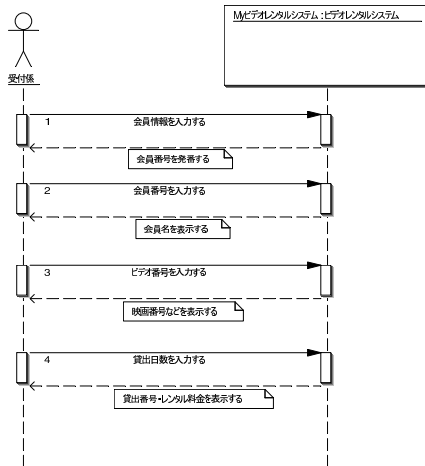 Myビデオレンタルシステム：ビデオレンタルシステム
受付係
1 会員情報を入力する
会員番号を発番する
2 会員番号を入力する
会員名を表示する
3 ビデオ番号を入力する
映画番号などを表示する
4 貸出日数を入力する
貸出番号・レンタル料金を表示する